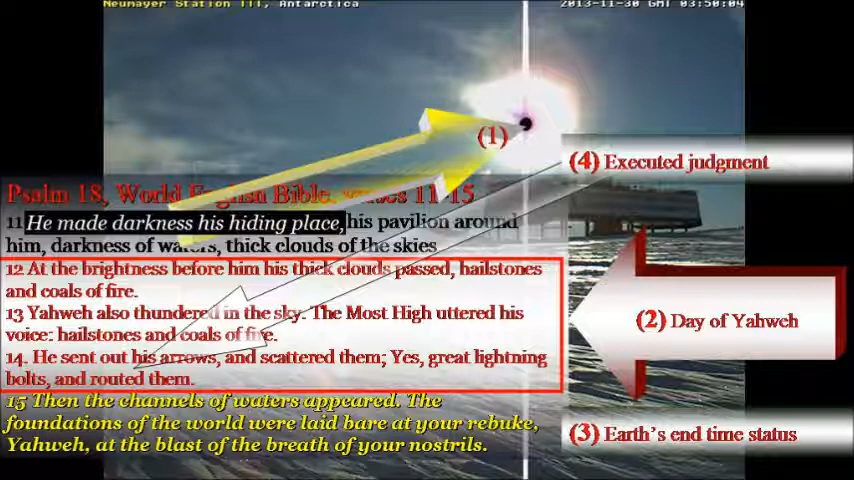 Neumayer Station III, Antarctica
2013-11-30 GMT 03:50:04
(1)
(4) Executed judgment
Psalm 18, World English Bible. verses 11-15
11 He made darkness his hiding place, his pavilion around
him, darkness of waters, thick clouds of the skies
12 At the brightness before him his thick clouds passed, hailstones
and coals of fire.
13 Yahweh also thundered in the sky. The Most High uttered his
voice: hailstones and coals of fire.
14. He sent out his arrows, and scattered them; Yes, great lightning
bolts, and routed them.
(2) Day of Yahweh
15 Then the channels of waters appeared. The
foundations of the world were laid bare at your rebuke,
Yahweh, at the blast of the breath of your nostrils.
(3) Earth's end time status